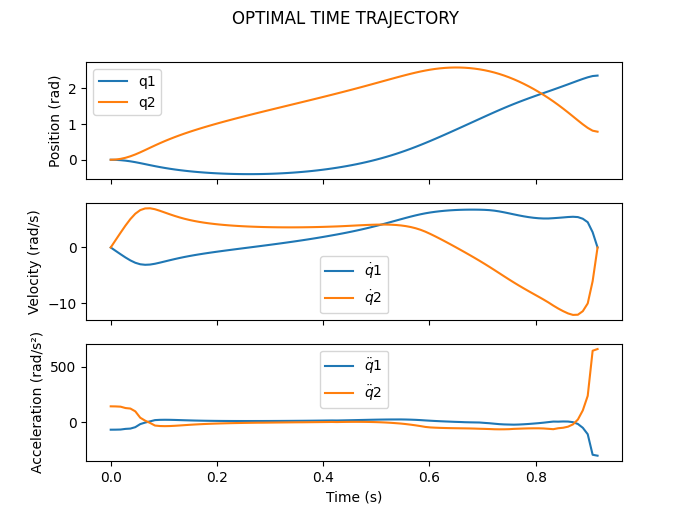 OPTIMAL TIME TRAJECTORY
Position (rad)
2
1
0
q1
q2
Velocity (rad/s)
0
−10
q̇1
q̇2
Acceleration (rad/s²)
500
0
q̈1
q̈2
0.0 0.2 0.4 0.6 0.8
Time (s)